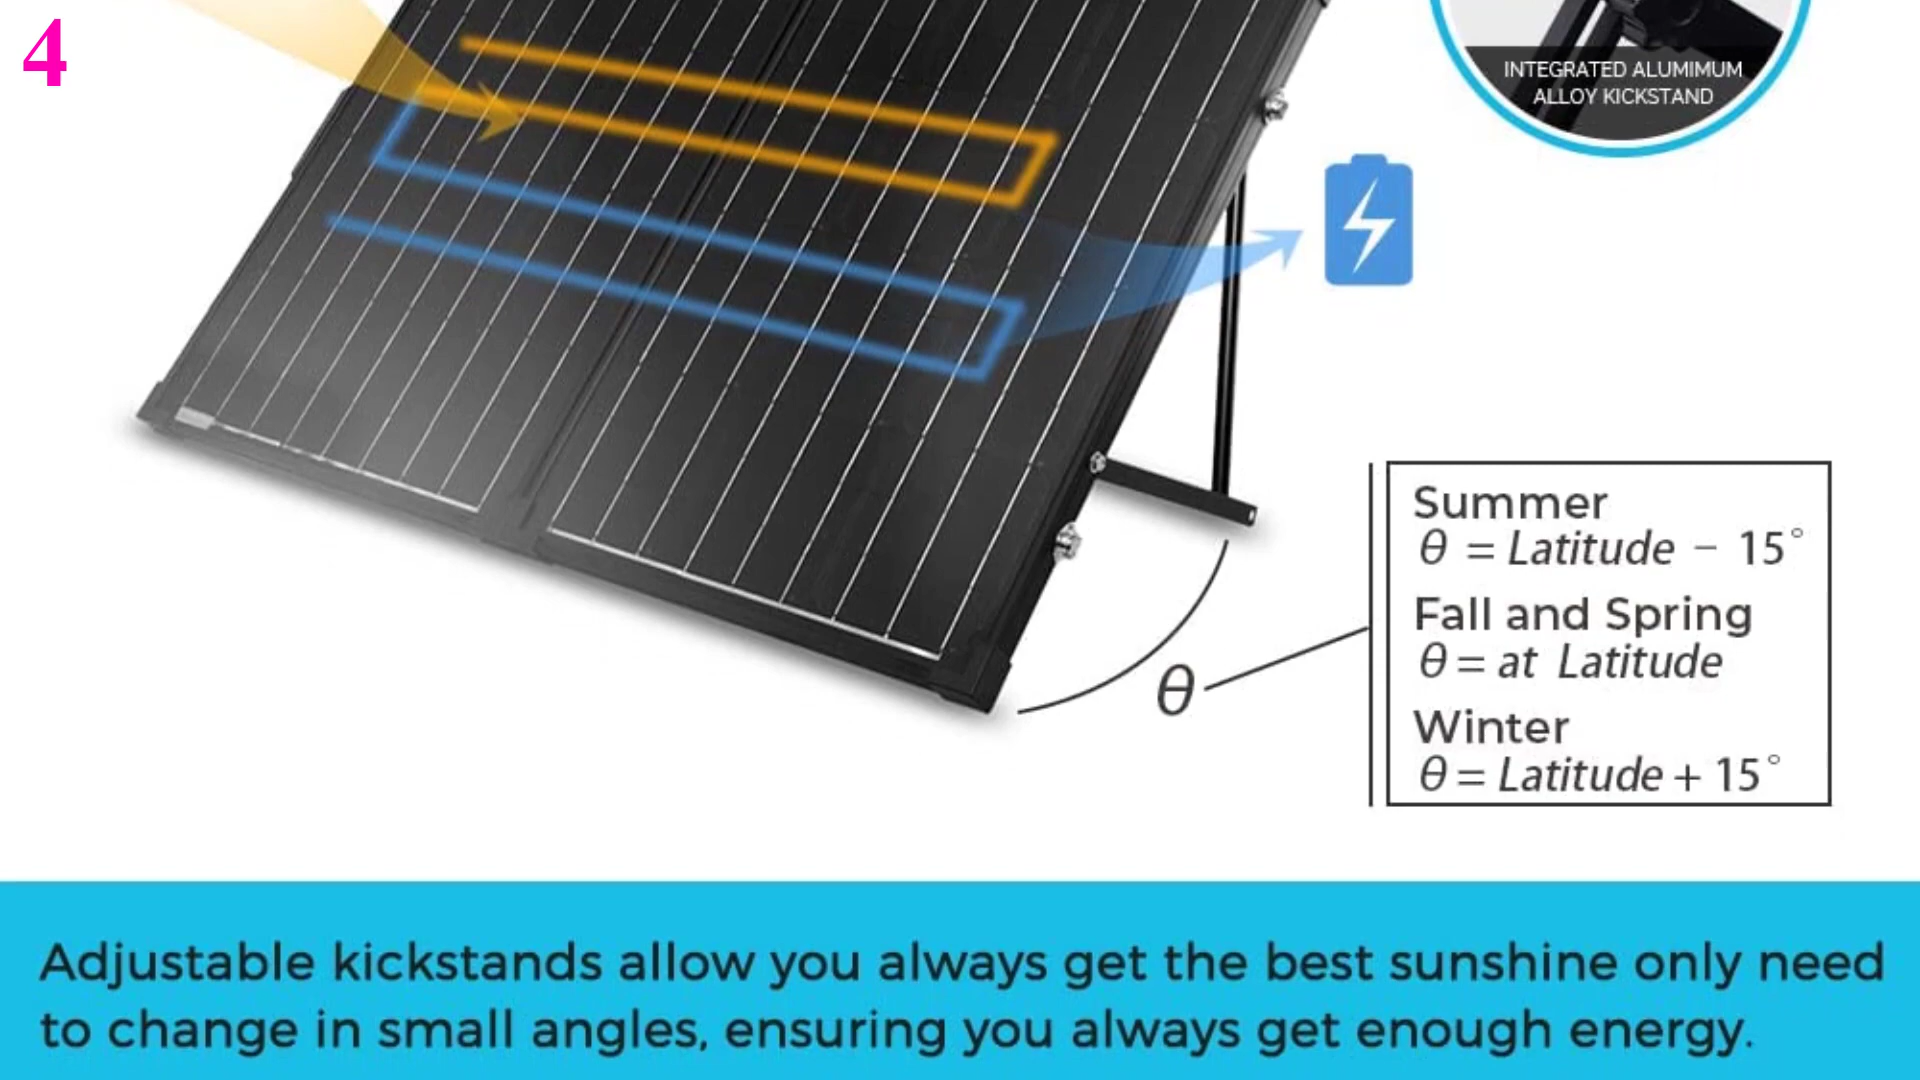 4
INTEGRATED ALUMIMUM
ALLOY KICKSTAND
Summer
θ = Latitude − 15°
Fall and Spring
θ = at Latitude
Winter
θ = Latitude + 15°
θ
Adjustable kickstands allow you always get the best sunshine only need
to change in small angles, ensuring you always get enough energy.